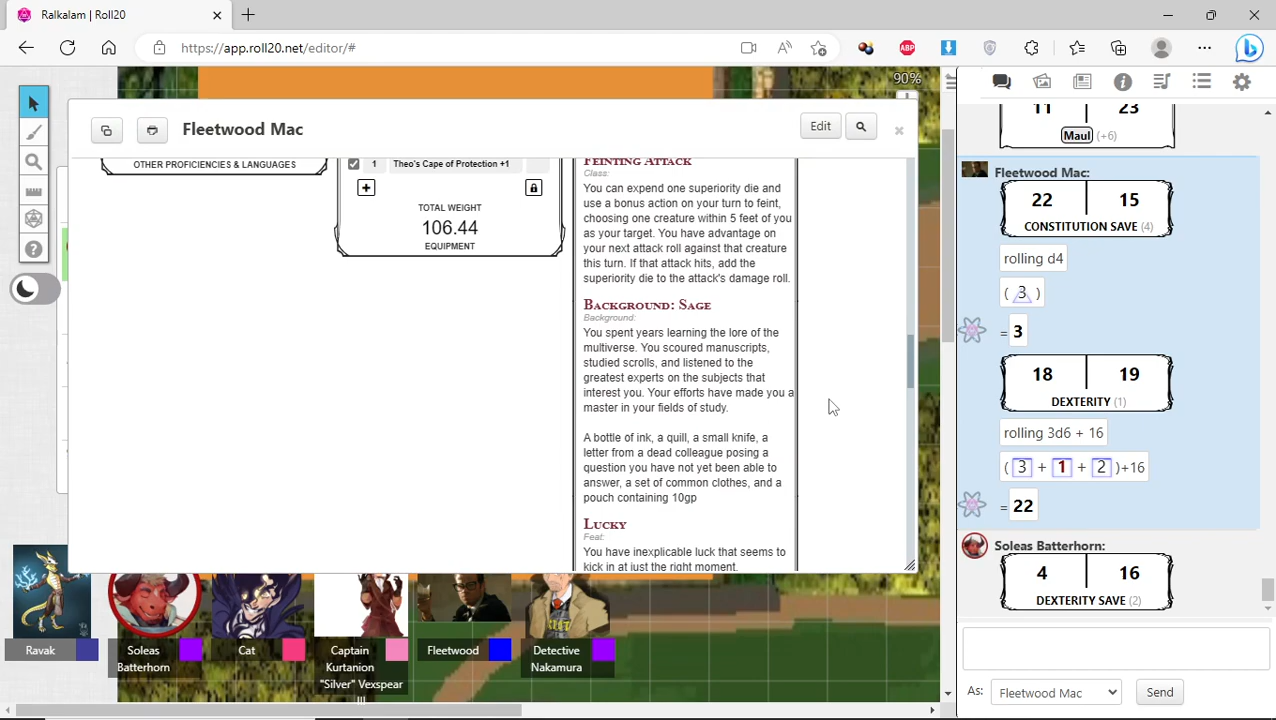 Ralkalam | Roll20
https://app.roll20.net/editor/#
ABP
90%
Fleetwood Mac
Edit
OTHER PROFICIENCIES & LANGUAGES
1 Theo's Cape of Protection +1
TOTAL WEIGHT
106.44
EQUIPMENT
FEINTING ATTACK
Class:
You can expend one superiority die and
use a bonus action on your turn to feint,
choosing one creature within 5 feet of you
as your target. You have advantage on
your next attack roll against that creature
this turn. If that attack hits, add the
superiority die to the attack's damage roll.
BACKGROUND: SAGE
Background:
You spent years learning the lore of the
multiverse. You scoured manuscripts,
studied scrolls, and listened to the
greatest experts on the subjects that
interest you. Your efforts have made you a
master in your fields of study.
A bottle of ink, a quill, a small knife, a
letter from a dead colleague posing a
question you have not yet been able to
answer, a set of common clothes, and a
pouch containing 10gp
LUCKY
Feat:
You have inexplicable luck that seems to
kick in at just the right moment.
Ravak
Soleas
Batterhorn
Cat
Captain
Kurtanion
"Silver" Vexspear
III
Fleetwood
Detective
Nakamura
11 23
Maul (+6)
Fleetwood Mac:
22 15
CONSTITUTION SAVE (4)
rolling d4
( 3 )
= 3
18 19
DEXTERITY (1)
rolling 3d6 + 16
( 3 + 1 + 2 )+16
= 22
Soleas Batterhorn:
4 16
DEXTERITY SAVE (2)
As: Fleetwood Mac Send